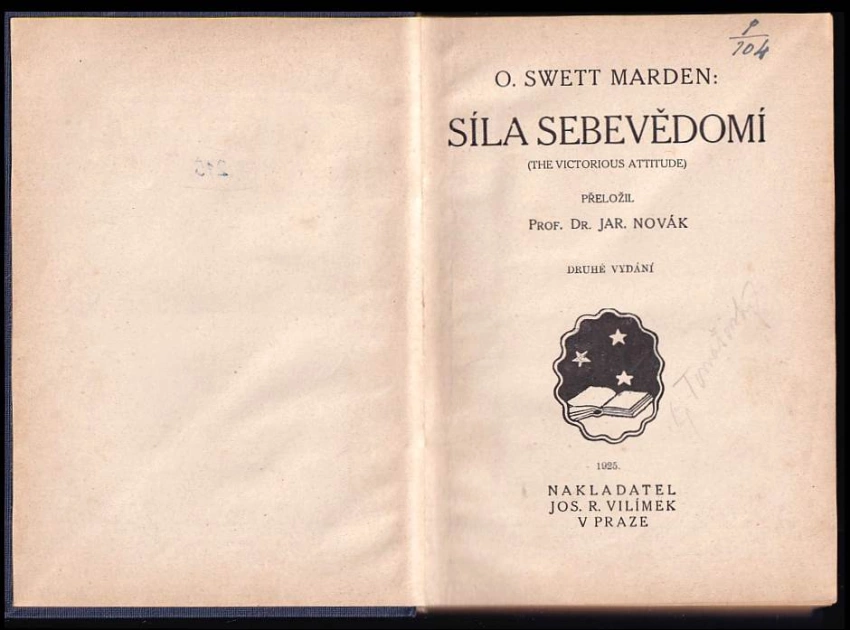 P
104
O. SWETT MARDEN:
SÍLA SEBEVĚDOMÍ
(THE VICTORIOUS ATTITUDE)
PŘELOŽIL
PROF. DR. JAR. NOVÁK
DRUHÉ VYDÁNÍ
1925.
NAKLADATEL
JOS. R. VILÍMEK
V PRAZE